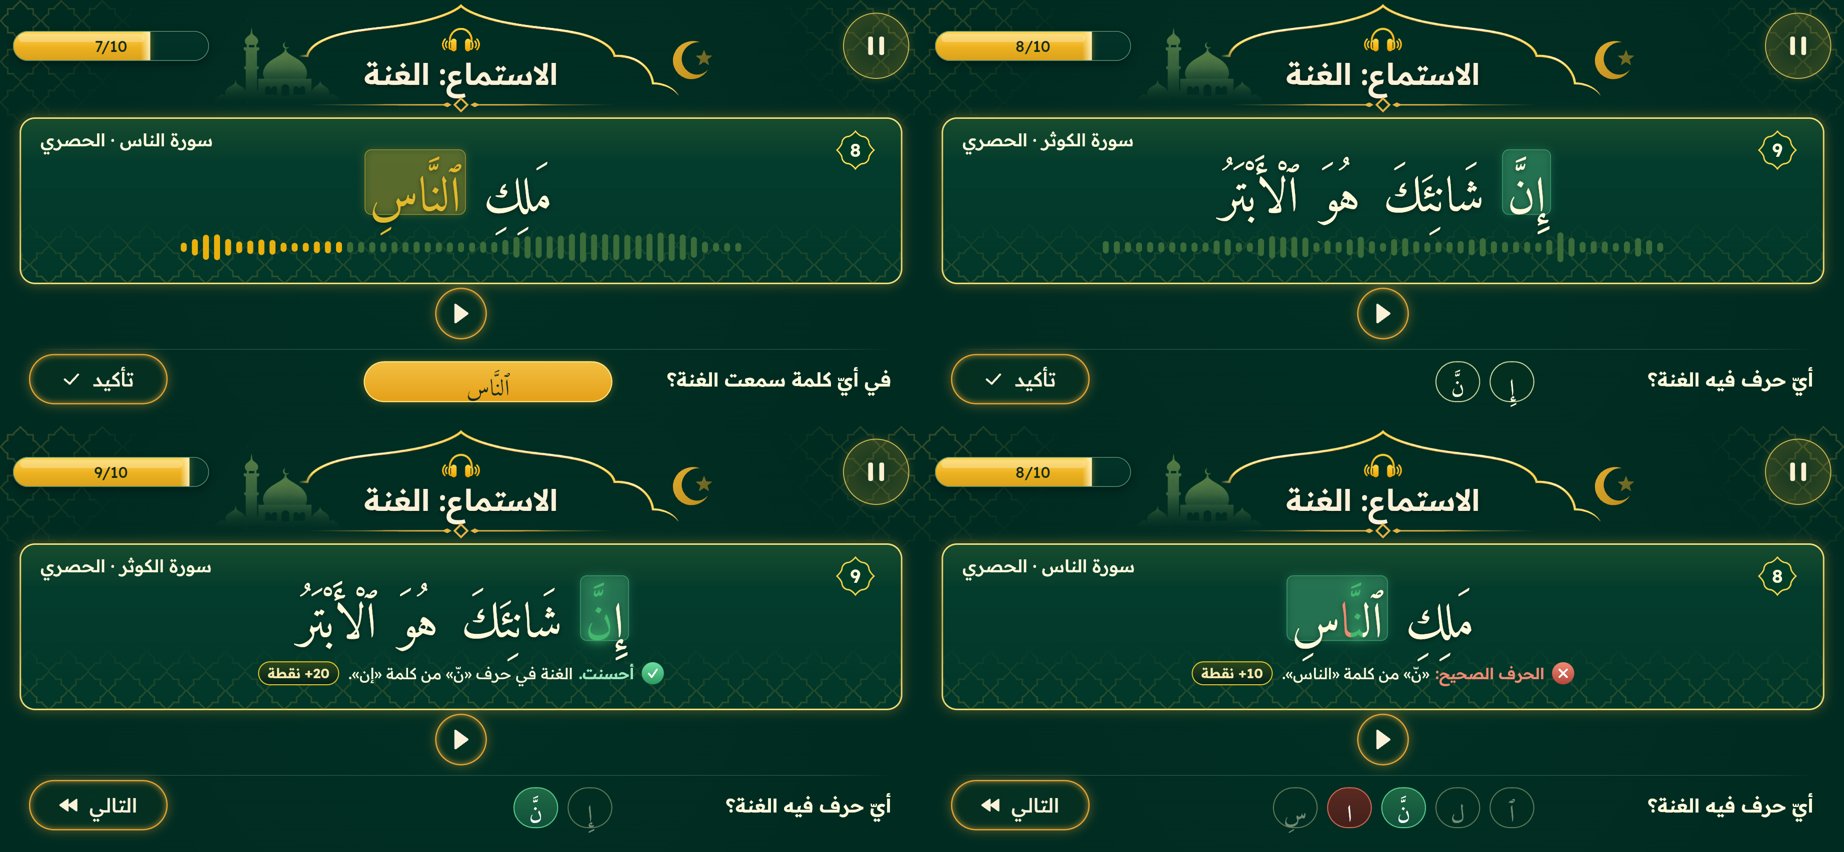 7/10
الاستماع: الغنة
8
سورة الناس · الحصري
مَلِكِ ٱلنَّاسِ
في أيّ كلمة سمعت الغنة؟
ٱلنَّاس
تأكيد
8/10
الاستماع: الغنة
9
سورة الكوثر · الحصري
إِنَّ شَانِئَكَ هُوَ ٱلْأَبْتَرُ
أيّ حرف فيه الغنة؟
إِ نَّ
تأكيد
9/10
الاستماع: الغنة
9
سورة الكوثر · الحصري
إِنَّ شَانِئَكَ هُوَ ٱلْأَبْتَرُ
أحسنت. الغنة في حرف «نّ» من كلمة «إن». +20 نقطة
أيّ حرف فيه الغنة؟
إِ نَّ
التالي
8/10
الاستماع: الغنة
8
سورة الناس · الحصري
مَلِكِ ٱلنَّاسِ
الحرف الصحيح: «نّ» من كلمة «الناس». +10 نقطة
أيّ حرف فيه الغنة؟
ٱ ل نَّ ا سِ
التالي